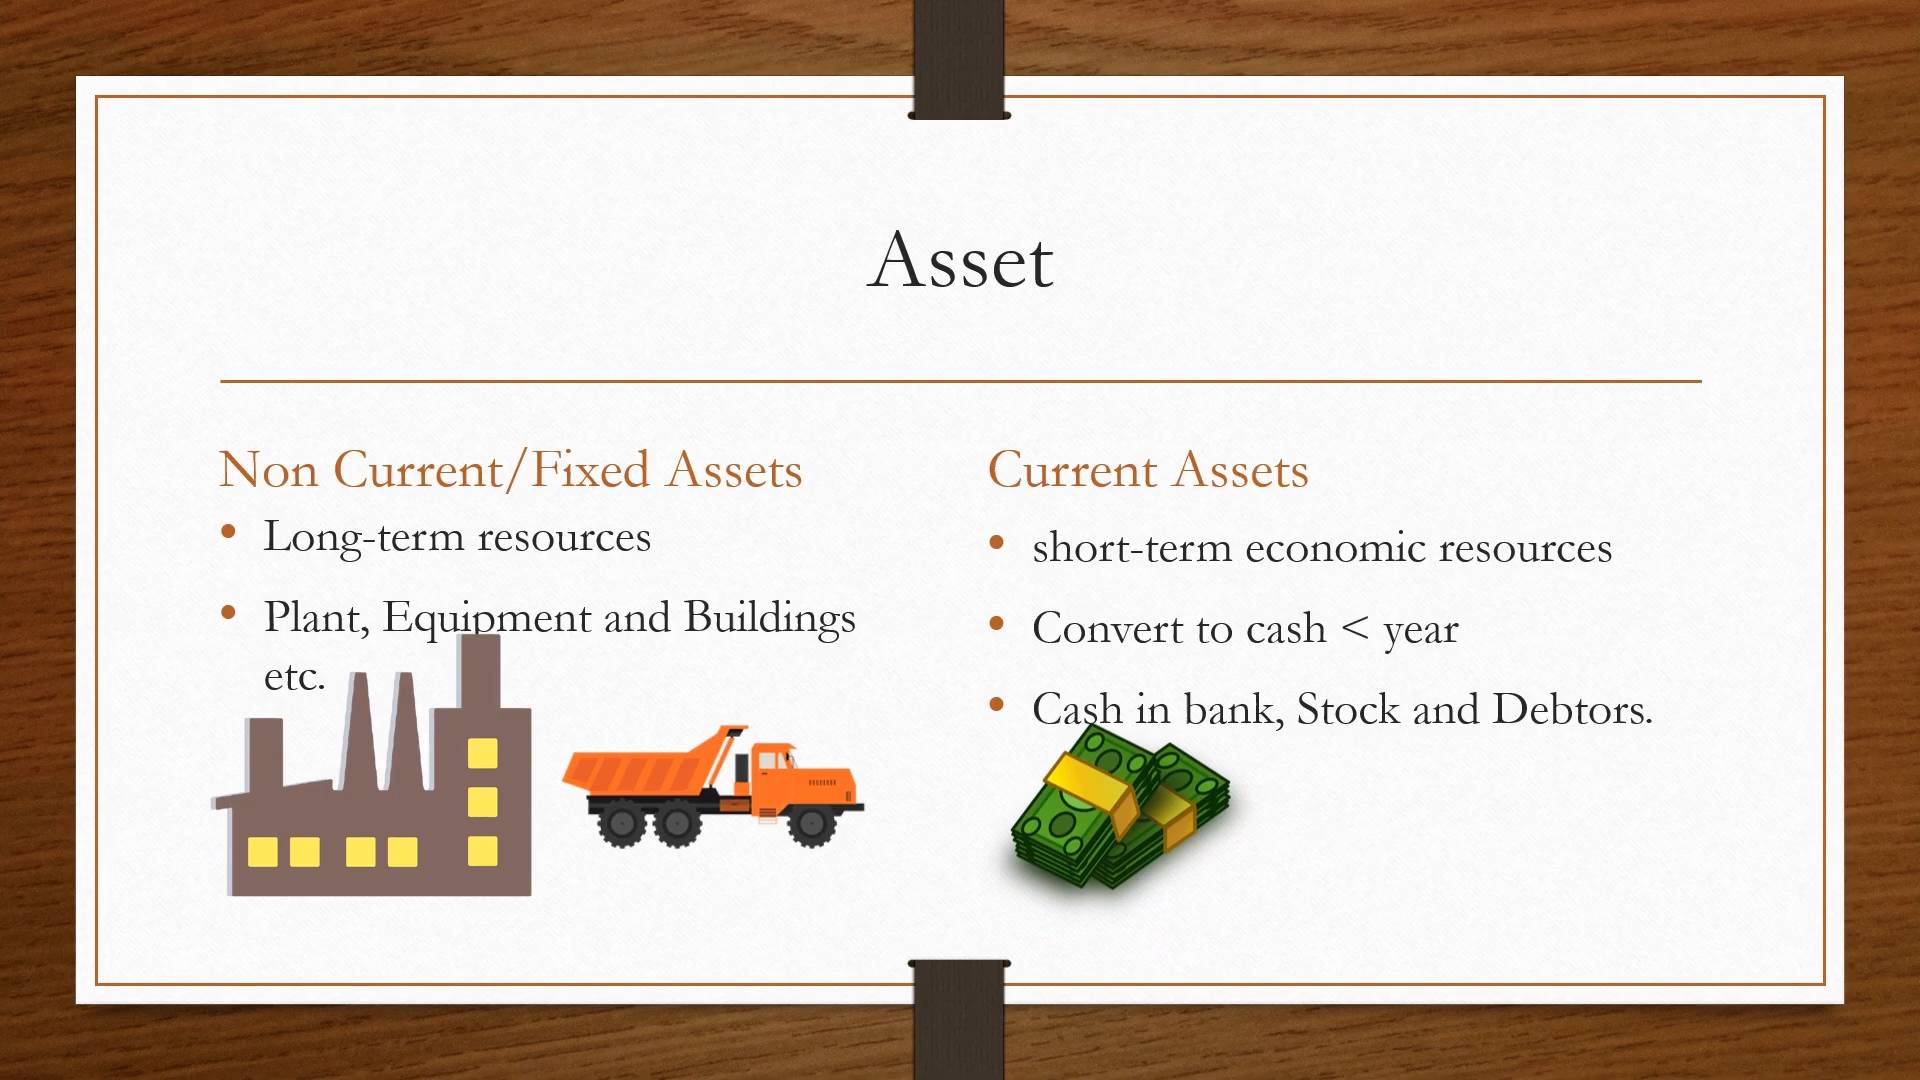 Asset
Non Current/Fixed Assets
• Long-term resources
• Plant, Equipment and Buildings
etc.
Current Assets
• short-term economic resources
• Convert to cash < year
• Cash in bank, Stock and Debtors.